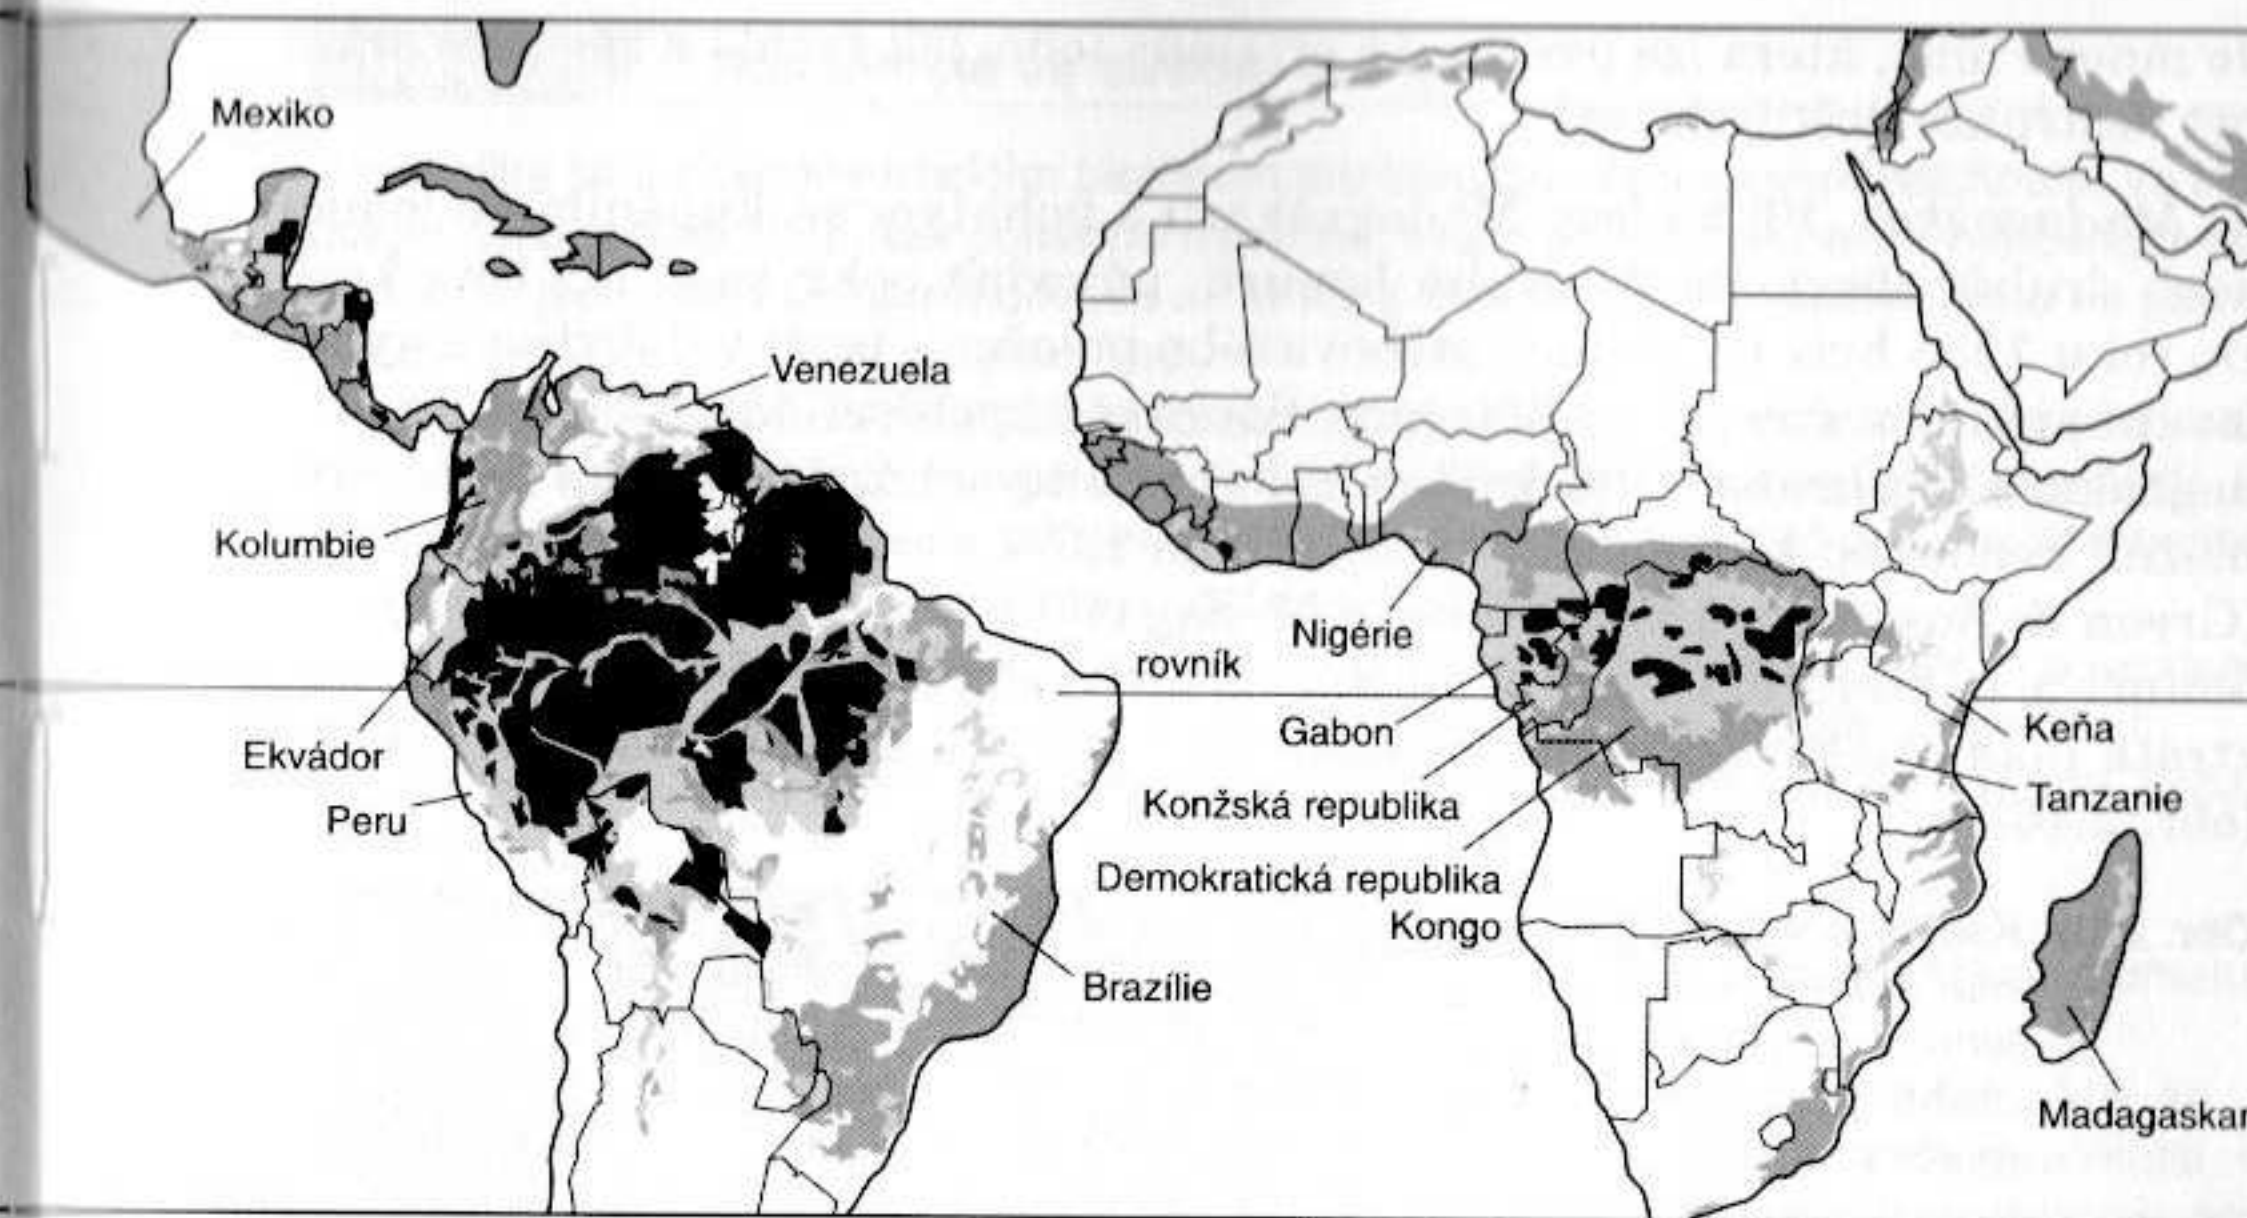 Mexiko
Venezuela
Kolumbie
Ekvádor
Peru
Brazílie
rovník
Nigérie
Gabon
Konžská republika
Demokratická republika
Kongo
Keňa
Tanzanie
Madagaskar